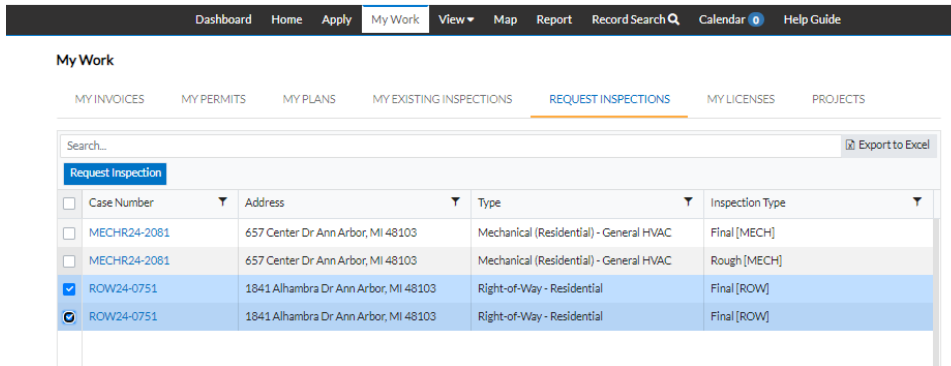 Dashboard Home Apply My Work View Map Report Record Search Calendar 0 Help Guide
My Work
MY INVOICES MY PERMITS MY PLANS MY EXISTING INSPECTIONS REQUEST INSPECTIONS MY LICENSES PROJECTS
Search... Export to Excel
Request Inspection
Case Number Address Type Inspection Type
MECHR24-2081 657 Center Dr Ann Arbor, MI 48103 Mechanical (Residential) - General HVAC Final [MECH]
MECHR24-2081 657 Center Dr Ann Arbor, MI 48103 Mechanical (Residential) - General HVAC Rough [MECH]
ROW24-0751 1841 Alhambra Dr Ann Arbor, MI 48103 Right-of-Way - Residential Final [ROW]
ROW24-0751 1841 Alhambra Dr Ann Arbor, MI 48103 Right-of-Way - Residential Final [ROW]